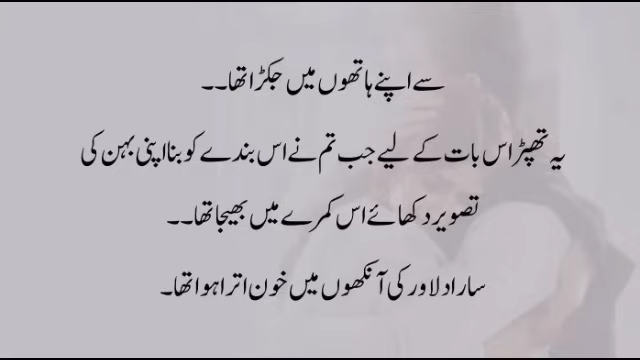 سے اپنے ہاتھوں میں جکڑا تھا۔۔
یہ تھپڑ اس بات کے لیے جب تم نے اس بندے کو بنا اپنی بہن کی
تصویر دکھائے اس کمرے میں بھیجا تھا۔۔
سارا دلاور کی آنکھوں میں خون اترا ہوا تھا۔